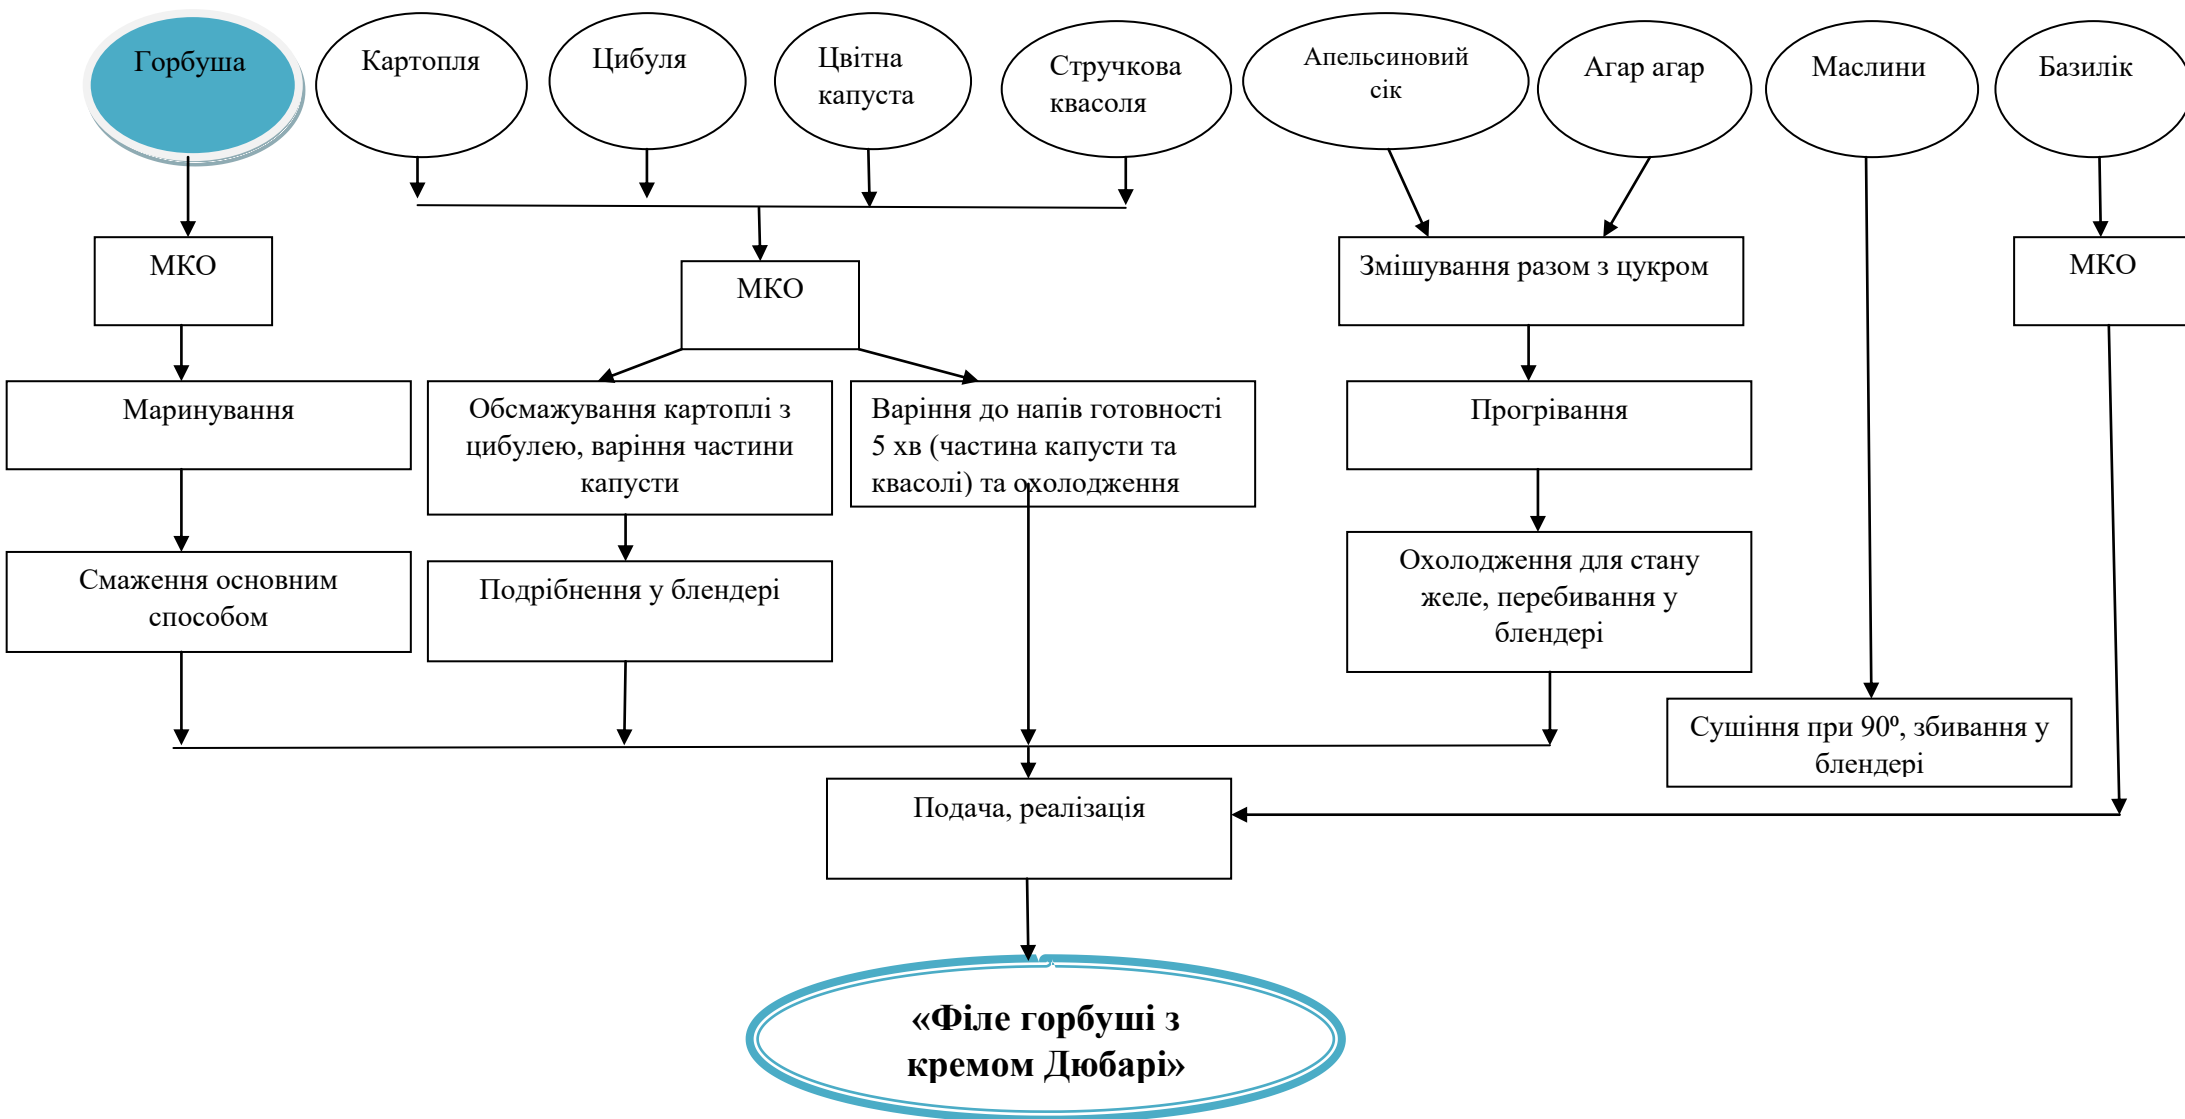 Горбуша
Картопля
Цибуля
Цвітна
капуста
Стручкова
квасоля
Апельсиновий
сік
Агар агар
Маслини
Базилік
МКО
МКО
Змішування разом з цукром
МКО
Маринування
Обсмажування картоплі з
цибулею, варіння частини
капусти
Варіння до напів готовності
5 хв (частина капусти та
квасолі) та охолодження
Прогрівання
Смаження основним
способом
Подрібнення у блендері
Охолодження для стану
желе, перебивання у
блендері
Сушіння при 90⁰, збивання у
блендері
Подача, реалізація
«Філе горбуші з
кремом Дюбарі»